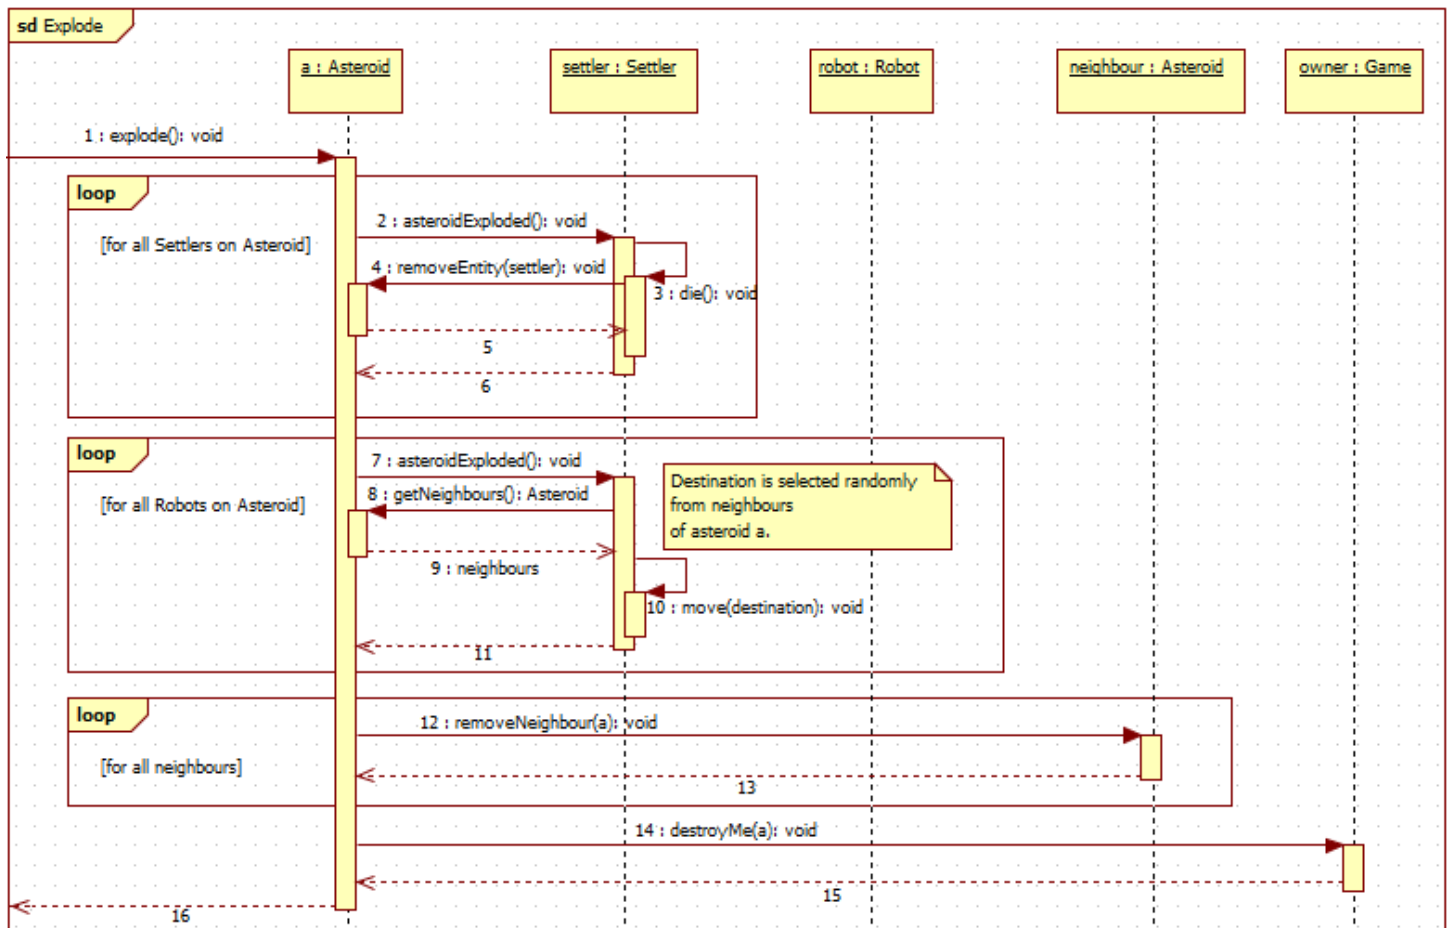 sd Explode
a : Asteroid
settler : Settler
robot : Robot
neighbour : Asteroid
owner : Game
1 : explode(): void
loop
[for all Settlers on Asteroid]
2 : asteroidExploded(): void
4 : removeEntity(settler): void
3 : die(): void
5
6
loop
[for all Robots on Asteroid]
7 : asteroidExploded(): void
8 : getNeighbours(): Asteroid
Destination is selected randomly
from neighbours
of asteroid a.
9 : neighbours
10 : move(destination): void
11
loop
[for all neighbours]
12 : removeNeighbour(a): void
13
14 : destroyMe(a): void
15
16